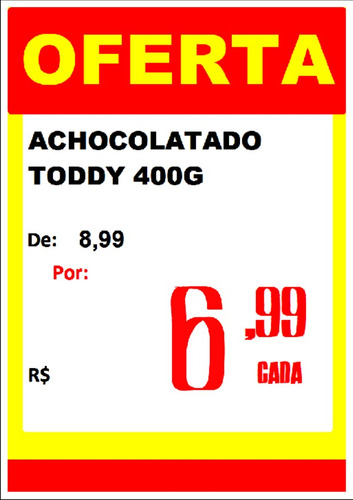 OFERTA
ACHOCOLATADO
TODDY 400G
De: 8,99
Por:
R$ 6,99
CADA